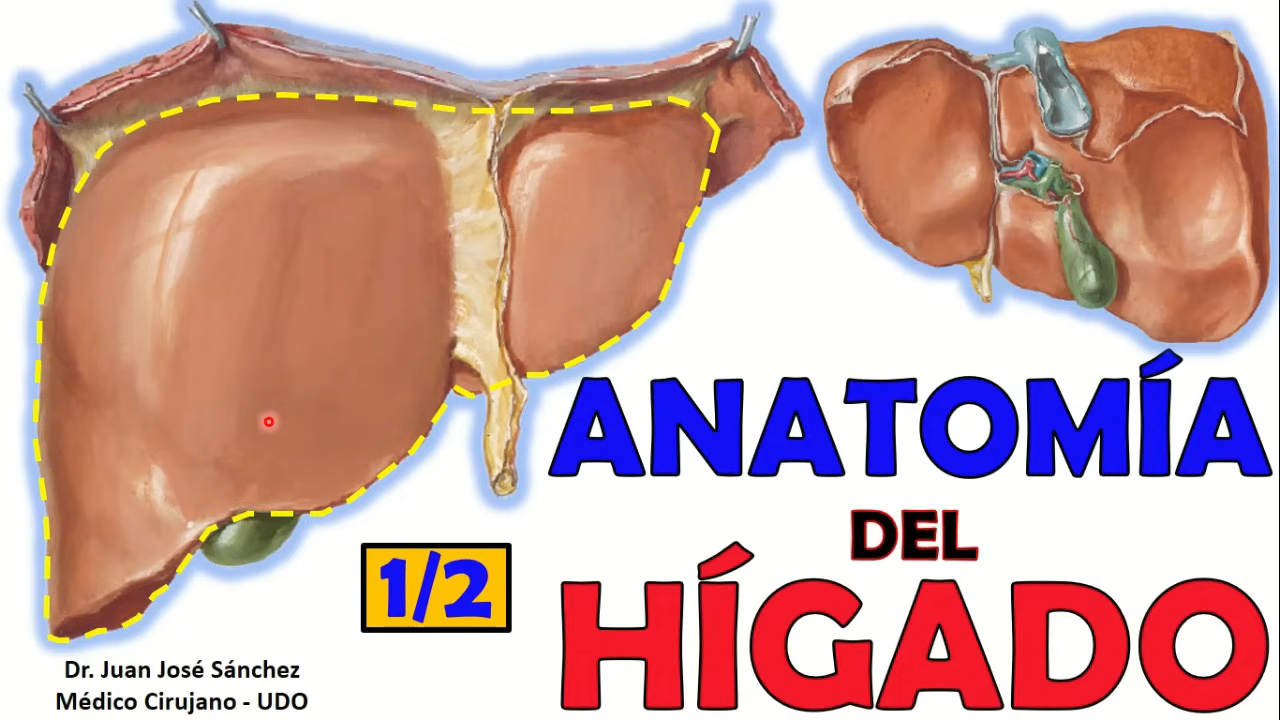 ANATOMÍA
DEL
HÍGADO
1/2
Dr. Juan José Sánchez
Médico Cirujano - UDO